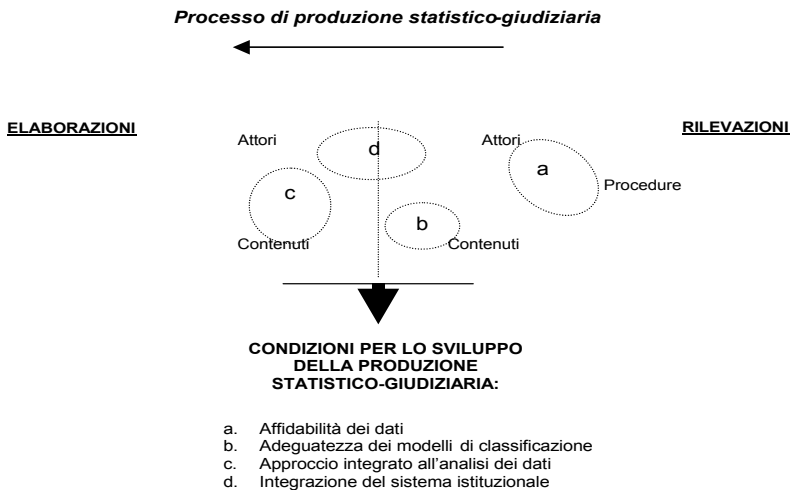 Processo di produzione statistico-giudiziaria
ELABORAZIONI
RILEVAZIONI
Attori
d
Attori
a
c
Procedure
b
Contenuti
Contenuti
CONDIZIONI PER LO SVILUPPO
DELLA PRODUZIONE
STATISTICO-GIUDIZIARIA:
a. Affidabilità dei dati
b. Adeguatezza dei modelli di classificazione
c. Approccio integrato all'analisi dei dati
d. Integrazione del sistema istituzionale